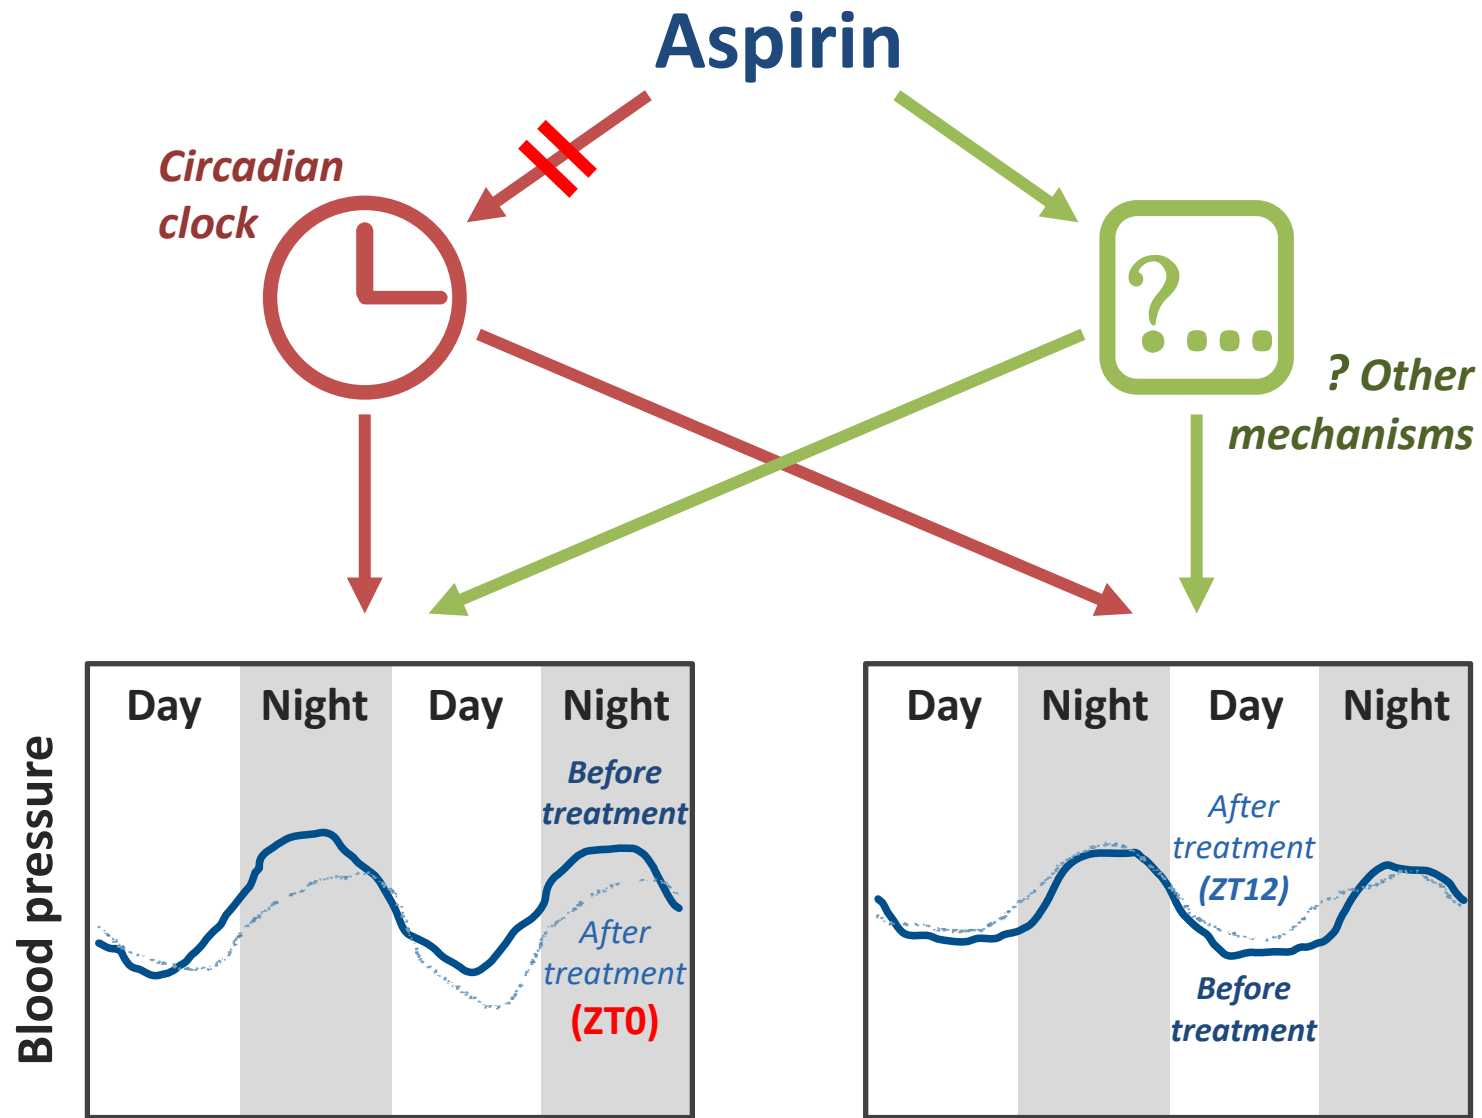 Aspirin
Circadian
clock
?....
? Other
mechanisms
Blood pressure
Day Night Day Night
Before
treatment
After
treatment
(ZT0)
Day Night Day Night
After
treatment
(ZT12)
Before
treatment